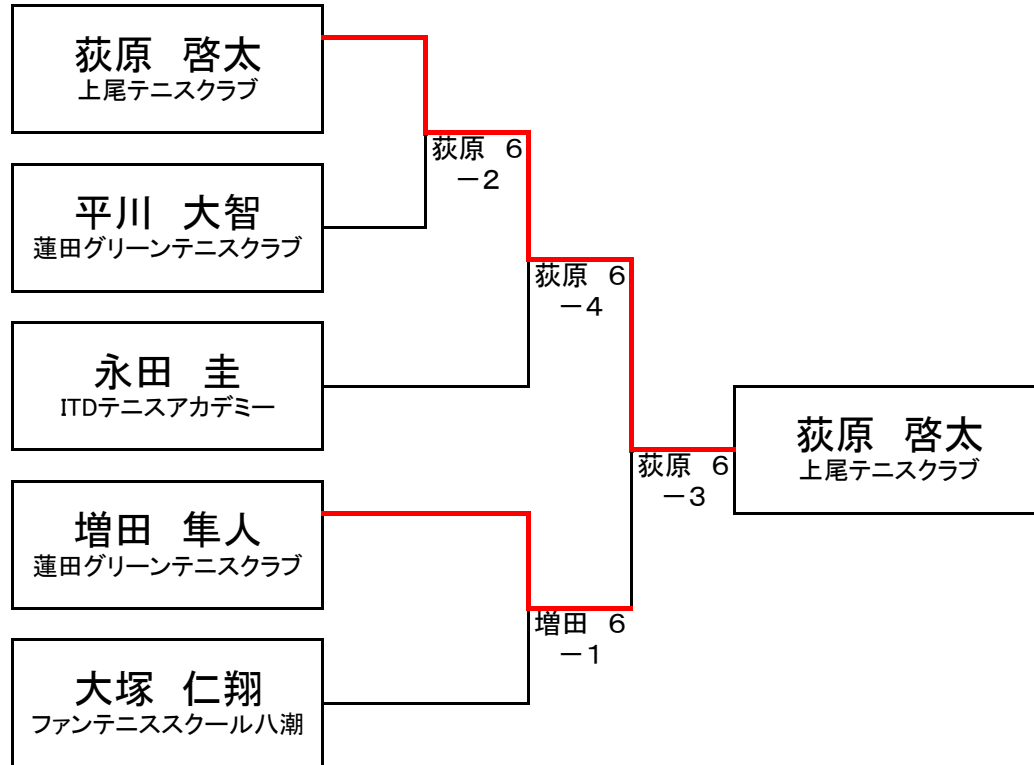 荻原　啓太
上尾テニスクラブ
荻原　6
－2
平川　大智
蓮田グリーンテニスクラブ
荻原　6
－4
永田　圭
ITDテニスアカデミー
荻原　啓太
上尾テニスクラブ
荻原　6
－3
増田　隼人
蓮田グリーンテニスクラブ
増田　6
－1
大塚　仁翔
ファンテニススクール八潮